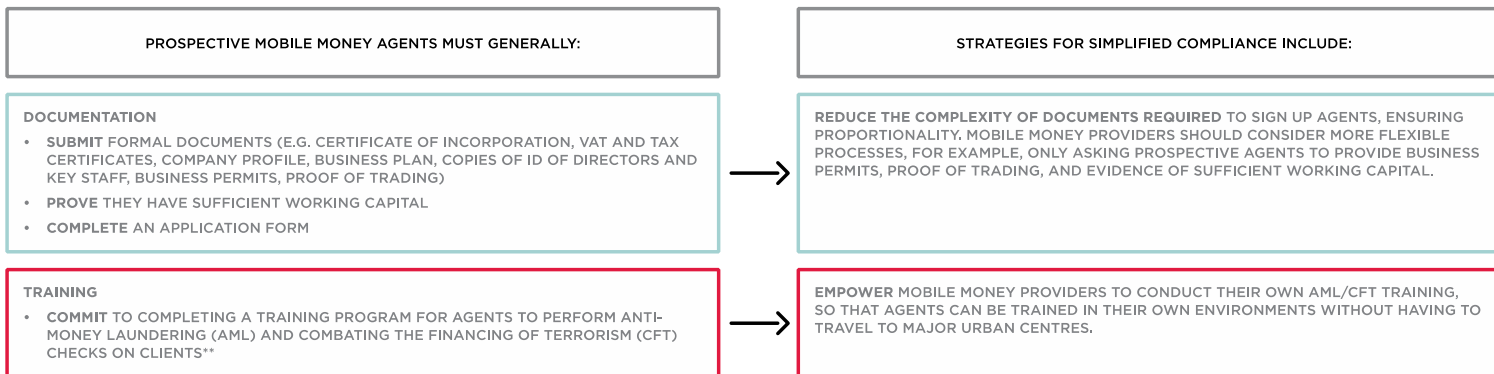 PROSPECTIVE MOBILE MONEY AGENTS MUST GENERALLY:
STRATEGIES FOR SIMPLIFIED COMPLIANCE INCLUDE:
DOCUMENTATION
• SUBMIT FORMAL DOCUMENTS (E.G. CERTIFICATE OF INCORPORATION, VAT AND TAX
CERTIFICATES, COMPANY PROFILE, BUSINESS PLAN, COPIES OF ID OF DIRECTORS AND
KEY STAFF, BUSINESS PERMITS, PROOF OF TRADING)
• PROVE THEY HAVE SUFFICIENT WORKING CAPITAL
• COMPLETE AN APPLICATION FORM
REDUCE THE COMPLEXITY OF DOCUMENTS REQUIRED TO SIGN UP AGENTS, ENSURING
PROPORTIONALITY. MOBILE MONEY PROVIDERS SHOULD CONSIDER MORE FLEXIBLE
PROCESSES, FOR EXAMPLE, ONLY ASKING PROSPECTIVE AGENTS TO PROVIDE BUSINESS
PERMITS, PROOF OF TRADING, AND EVIDENCE OF SUFFICIENT WORKING CAPITAL.
TRAINING
• COMMIT TO COMPLETING A TRAINING PROGRAM FOR AGENTS TO PERFORM ANTI-
MONEY LAUNDERING (AML) AND COMBATING THE FINANCING OF TERRORISM (CFT)
CHECKS ON CLIENTS**
EMPOWER MOBILE MONEY PROVIDERS TO CONDUCT THEIR OWN AML/CFT TRAINING,
SO THAT AGENTS CAN BE TRAINED IN THEIR OWN ENVIRONMENTS WITHOUT HAVING TO
TRAVEL TO MAJOR URBAN CENTRES.